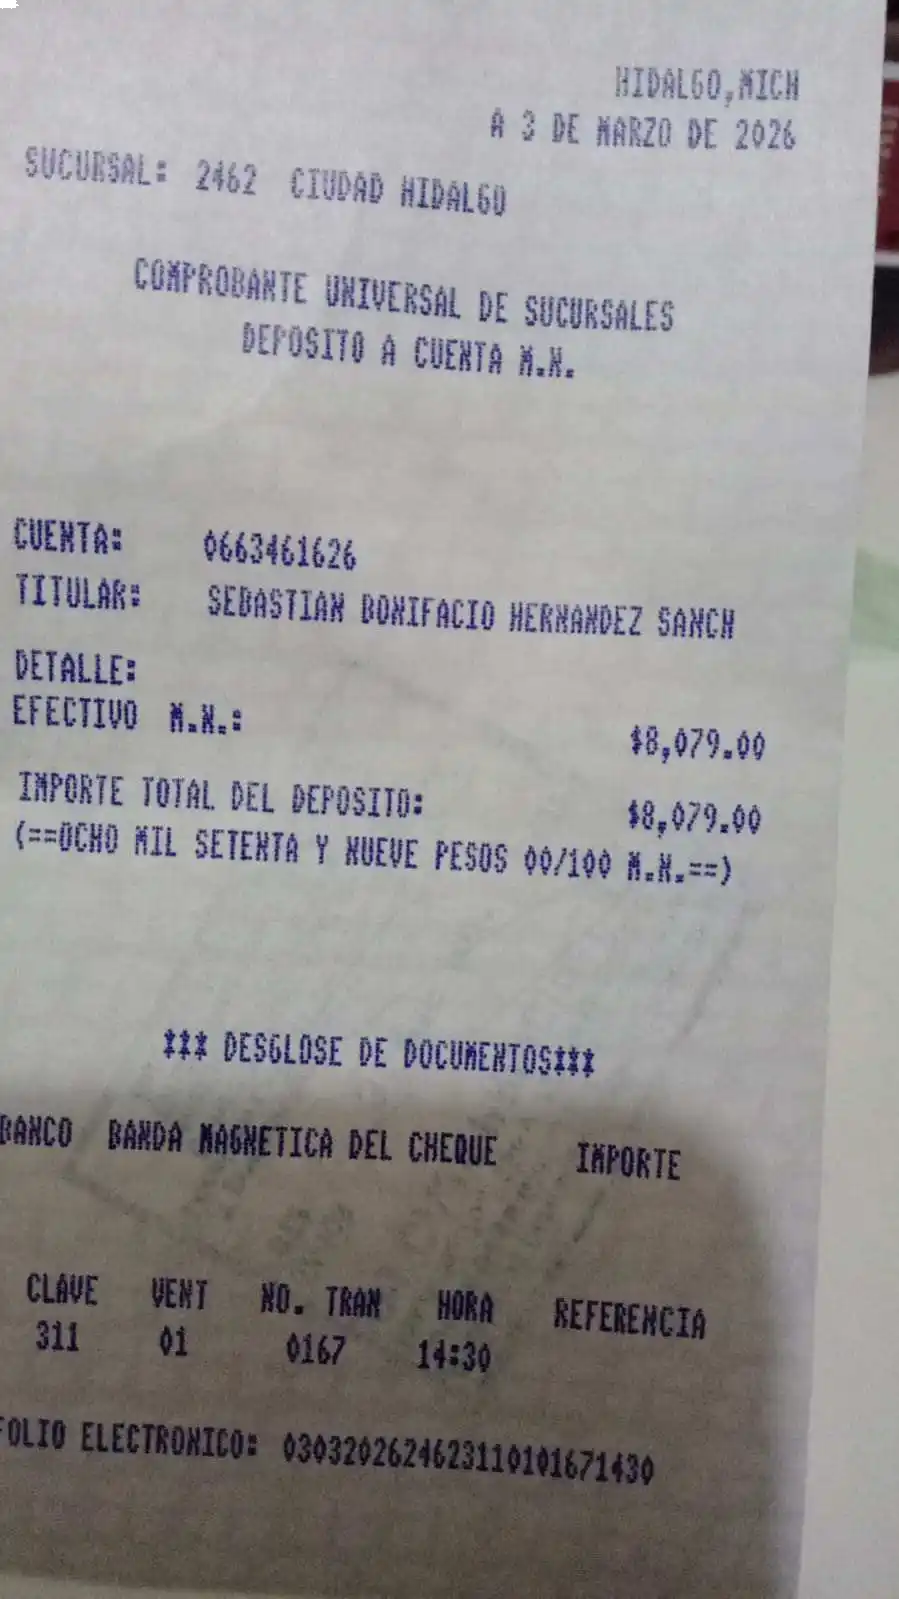 HIDALGO,MICH
A 3 DE MARZO DE 2026
SUCURSAL: 2462 CIUDAD HIDALGO
COMPROBANTE UNIVERSAL DE SUCURSALES
DEPOSITO A CUENTA M.N.
CUENTA: 0663461626
TITULAR: SEBASTIAN BONIFACIO HERNANDEZ SANCH
DETALLE:
EFECTIVO M.N.: $8,079.00
IMPORTE TOTAL DEL DEPOSITO: $8,079.00
(==OCHO MIL SETENTA Y NUEVE PESOS 00/100 M.N.==)
*** DESGLOSE DE DOCUMENTOS***
BANCO BANDA MAGNETICA DEL CHEQUE IMPORTE
CLAVE VENT NO. TRAN HORA REFERENCIA
311 01 0167 14:30
FOLIO ELECTRONICO: 030320262462311010101671430